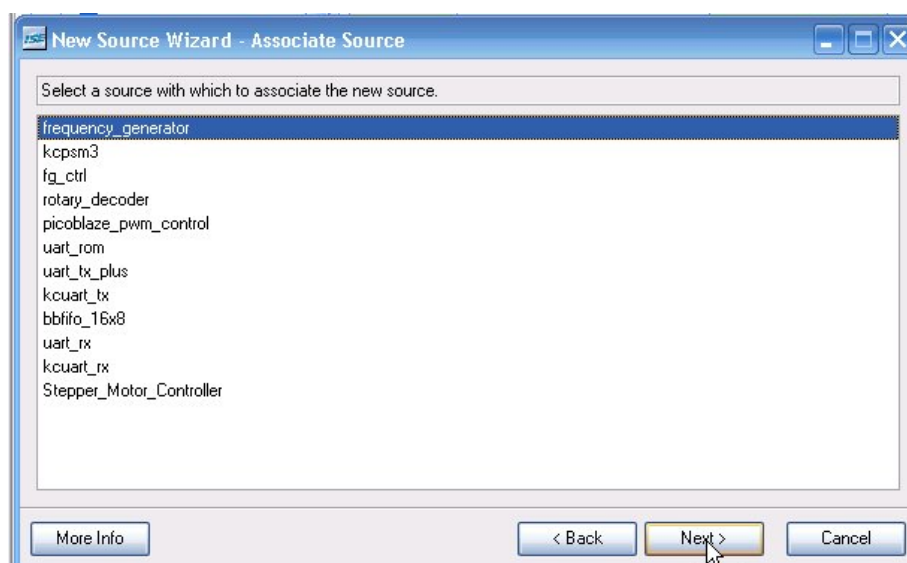 ISE New Source Wizard - Associate Source
Select a source with which to associate the new source.
frequency_generator
kcpsm3
fg_ctrl
rotary_decoder
picoblaze_pwm_control
uart_rom
uart_tx_plus
kcuart_tx
bbfifo_16x8
uart_rx
kcuart_rx
Stepper_Motor_Controller
More Info
< Back
Next >
Cancel